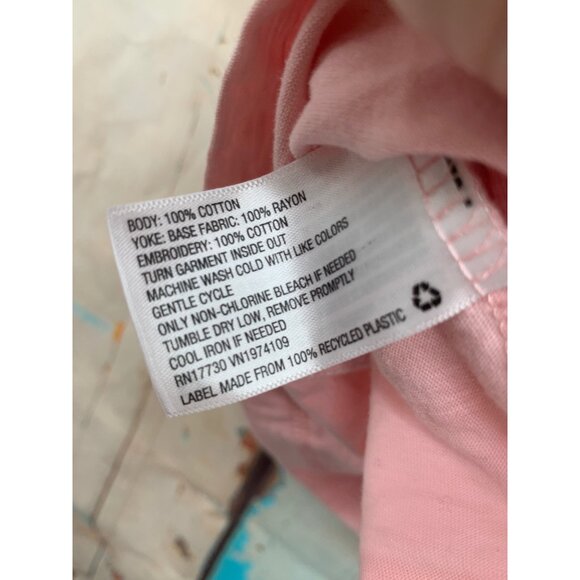 BODY: 100% COTTON
YOKE: BASE FABRIC: 100% RAYON
EMBROIDERY: 100% COTTON
TURN GARMENT INSIDE OUT
MACHINE WASH COLD WITH LIKE COLORS
GENTLE CYCLE
ONLY NON-CHLORINE BLEACH IF NEEDED
TUMBLE DRY LOW, REMOVE PROMPTLY
COOL IRON IF NEEDED
RN17730 VN1974109
LABEL MADE FROM 100% RECYCLED PLASTIC